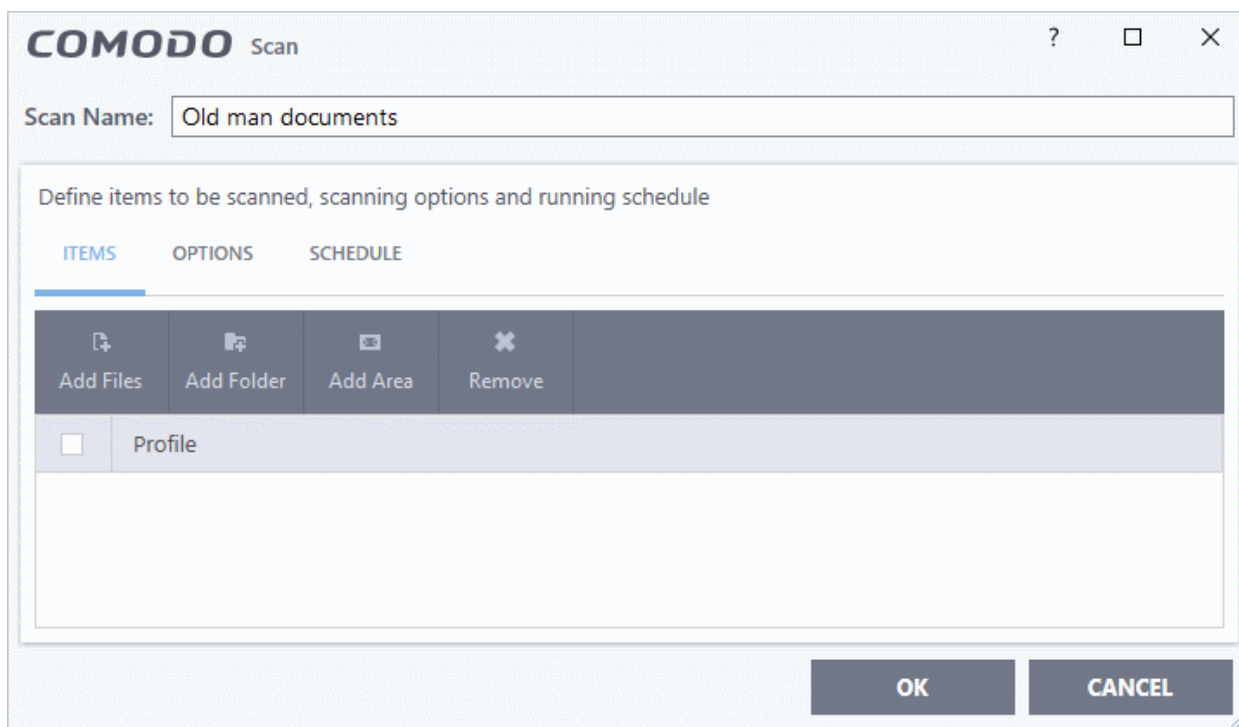 COMODO Scan ?
Scan Name: Old man documents
Define items to be scanned, scanning options and running schedule
ITEMS OPTIONS SCHEDULE
Add Files Add Folder Add Area Remove
Profile
OK CANCEL